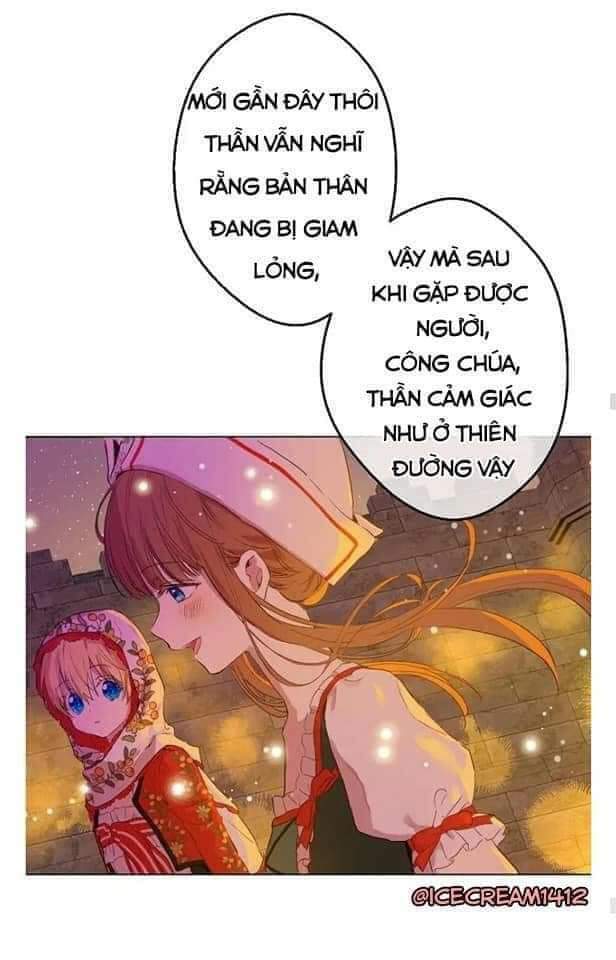 MỚI GẦN ĐÂY THÔI
THẦN VẪN NGHĨ
RẰNG BẢN THÂN
ĐANG BỊ GIAM
LỎNG,
VẬY MÀ SAU
KHI GẶP ĐƯỢC
NGƯỜI,
CÔNG CHÚA,
THẦN CẢM GIÁC
NHƯ Ở THIÊN
ĐƯỜNG VẬY
@ICECREAM1412